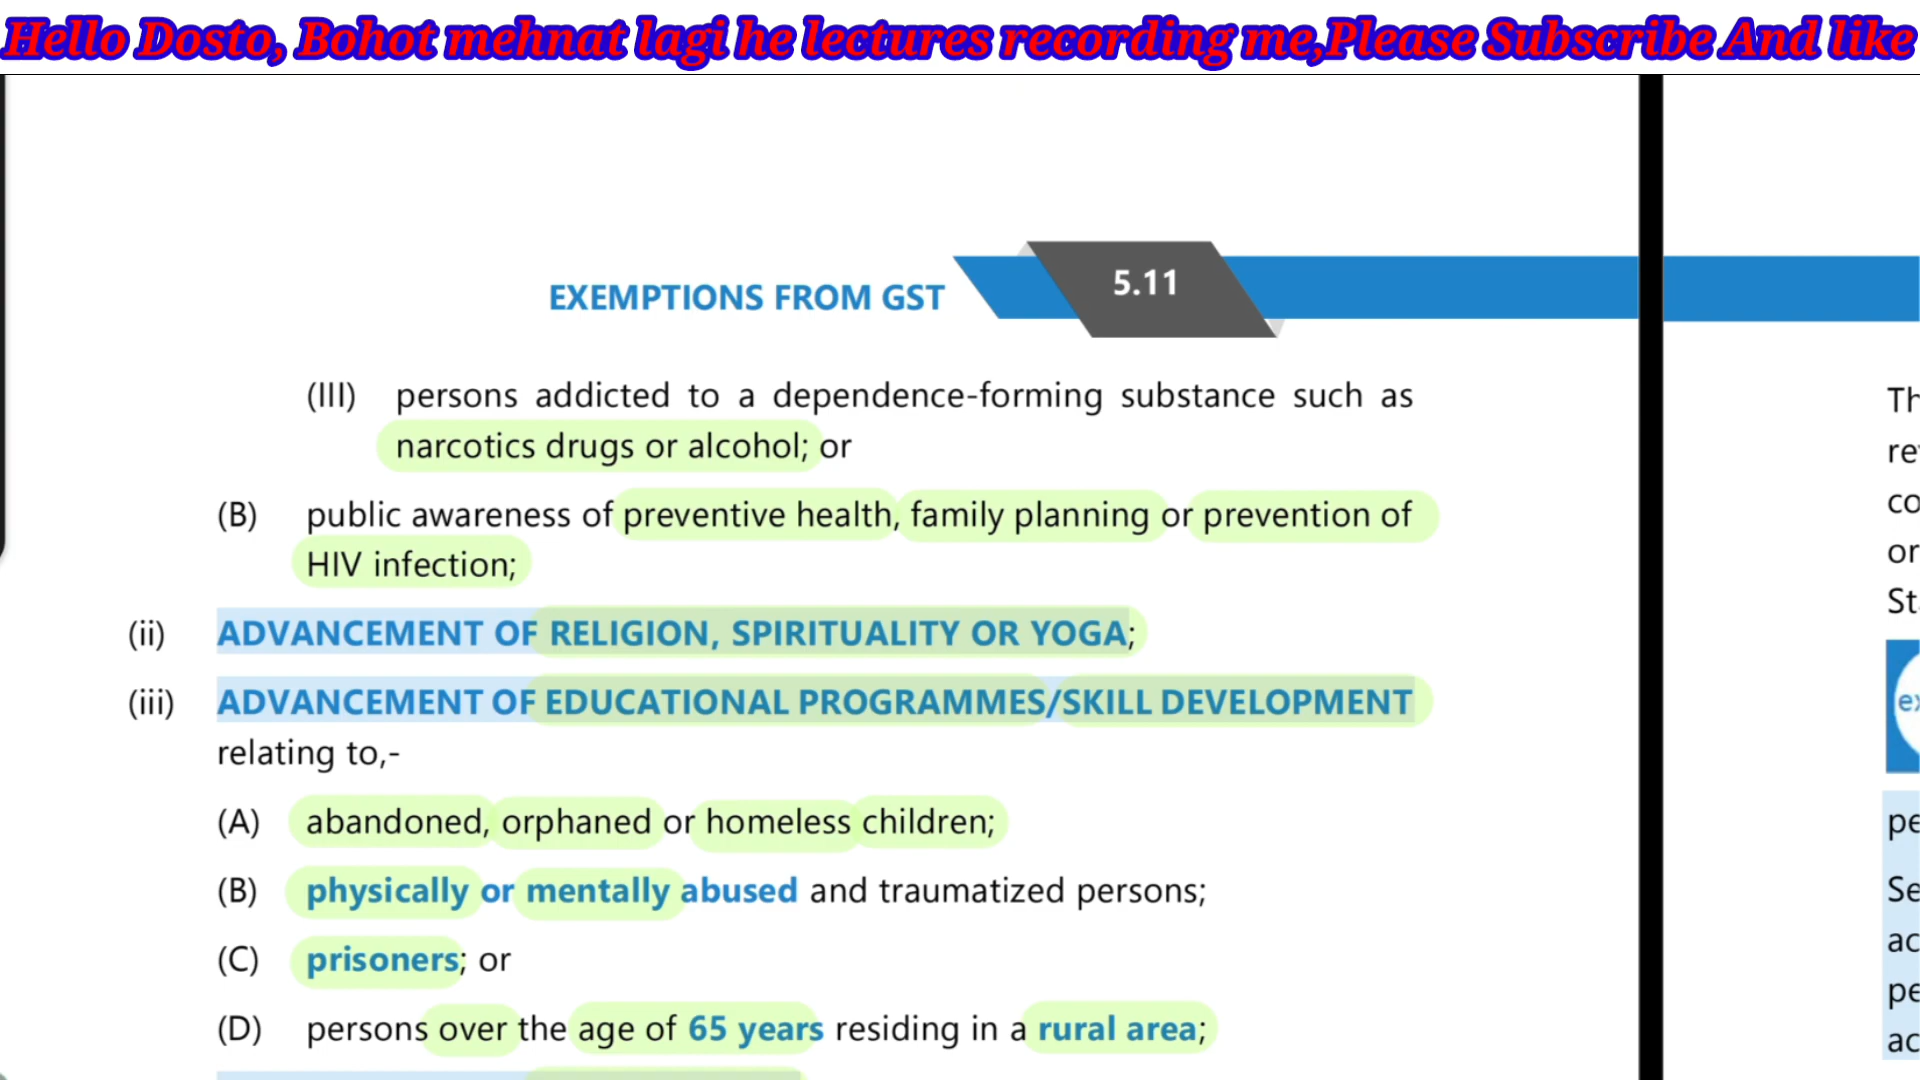 Hello Dosto, Bohot mehnat lagi he lectures recording me,Please Subscribe And like
EXEMPTIONS FROM GST
5.11
(III) persons addicted to a dependence-forming substance such as
narcotics drugs or alcohol; or
(B) public awareness of preventive health, family planning or prevention of
HIV infection;
(ii) ADVANCEMENT OF RELIGION, SPIRITUALITY OR YOGA;
(iii) ADVANCEMENT OF EDUCATIONAL PROGRAMMES/SKILL DEVELOPMENT
relating to,-
(A) abandoned, orphaned or homeless children;
(B) physically or mentally abused and traumatized persons;
(C) prisoners; or
(D) persons over the age of 65 years residing in a rural area;